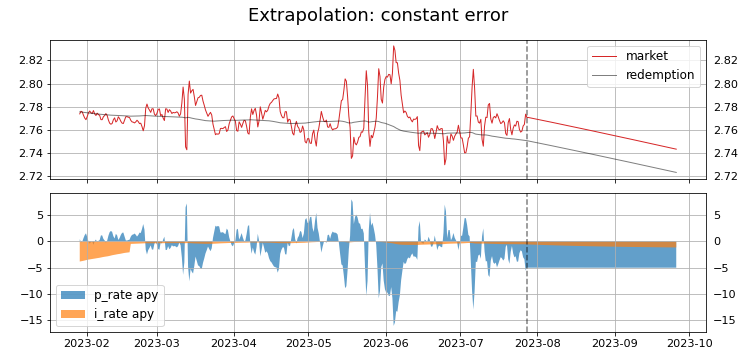 Extrapolation: constant error
2.82 2.82
2.80 2.80
2.78 2.78
2.76 2.76
2.74 2.74
2.72 2.72
market
redemption
5 5
0 0
−5 −5
−10 −10
−15 −15
p_rate apy
i_rate apy
2023-02 2023-03 2023-04 2023-05 2023-06 2023-07 2023-08 2023-09 2023-10